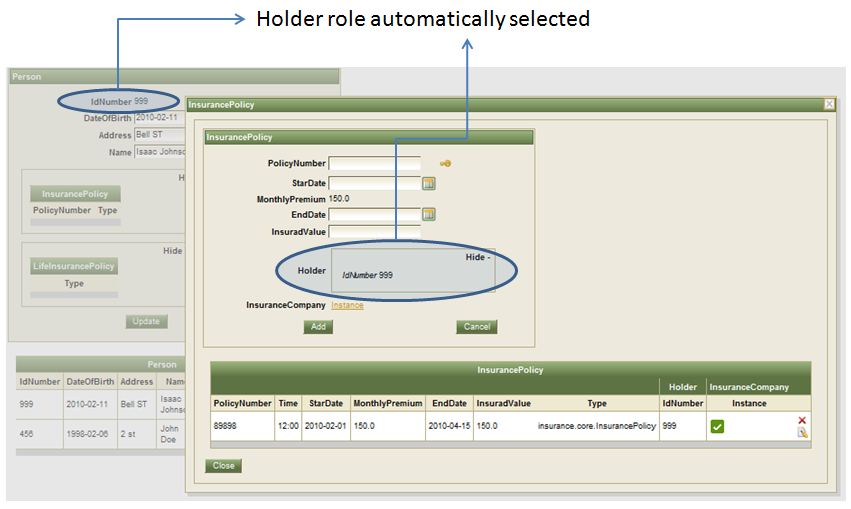 Holder role automatically selected
Person
IdNumber 999
DateOfBirth 2010-02-11
Address Bell ST
Name Isaac Johnso
InsurancePolicy
PolicyNumber Type
LifeInsurancePolicy
Hide
Type
Update
Person
IdNumber DateOfBirth Address Name
999 2010-02-11 Bell ST Isaac Johnso
456 1998-02-06 2 st John Doe
InsurancePolicy
InsurancePolicy
PolicyNumber
StarDate
MonthlyPremium 150.0
EndDate
InsuradValue
Hide -
Holder
IdNumber 999
InsuranceCompany Instance
Add Cancel
InsurancePolicy
Holder InsuranceCompany
PolicyNumber Time StarDate MonthlyPremium EndDate InsuradValue Type IdNumber Instance
89898 12:00 2010-02-01 150.0 2010-04-15 150.0 insurance.core.InsurancePolicy 999
Close